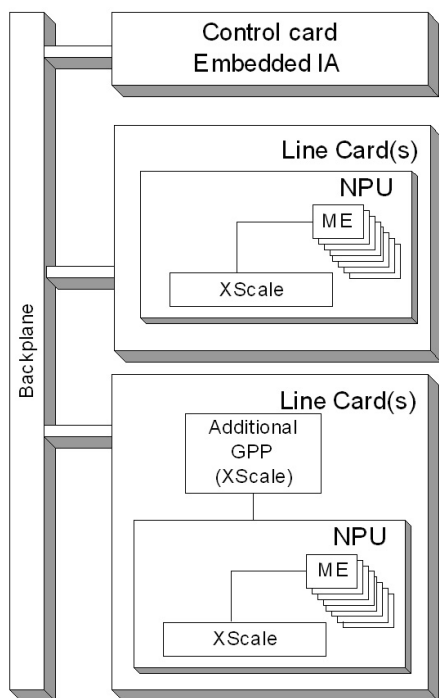 Control card
Embedded IA
Line Card(s)
NPU
ME
XScale
Backplane
Line Card(s)
Additional
GPP
(XScale)
NPU
ME
XScale